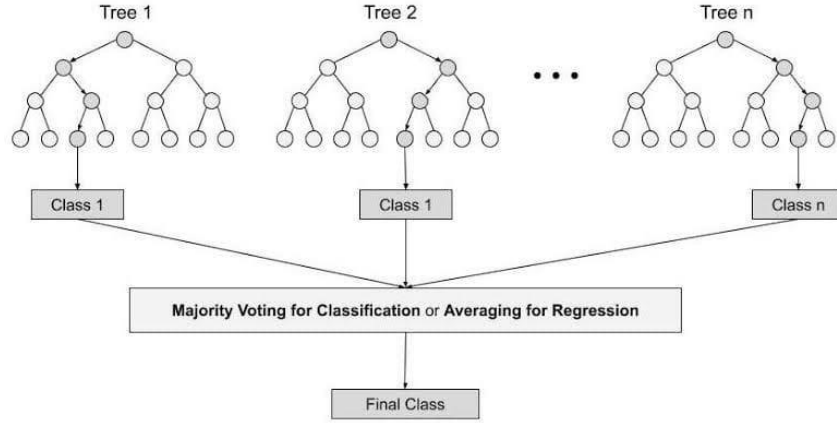 Tree 1
Tree 2
Tree n
Class 1
Class 1
Class n
Majority Voting for Classification or Averaging for Regression
Final Class